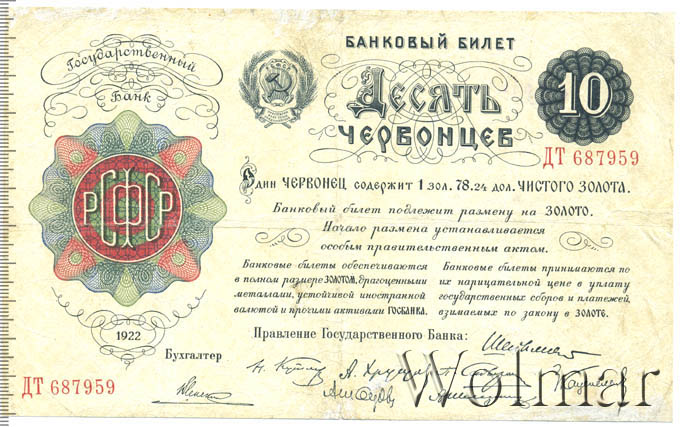 Государственный
Банк
БАНКОВЫЙ БИЛЕТ
10
Десять
ЧЕРВОНЦЕВ
ДТ 687959
Один ЧЕРВОНЕЦ содержит 1 зол. 78.24 дол. ЧИСТОГО ЗОЛОТА.
Банковый билет подлежит размену на ЗОЛОТО.
Начало размена устанавливается
особым правительственным актом.
РСФСР
Банковые билеты обеспечиваются
в полном размере ЗОЛОТОМ, драгоценными
металлами, устойчивой иностранной
валютой и прочими активами ГОСБАНКА.
Банковые билеты принимаются по
их нарицательной цене в уплату
государственных сборов и платежей,
взимаемых по закону в ЗОЛОТЕ.
1922
Правление Государственного Банка:
Бухгалтер
ДТ 687959
Wolmar